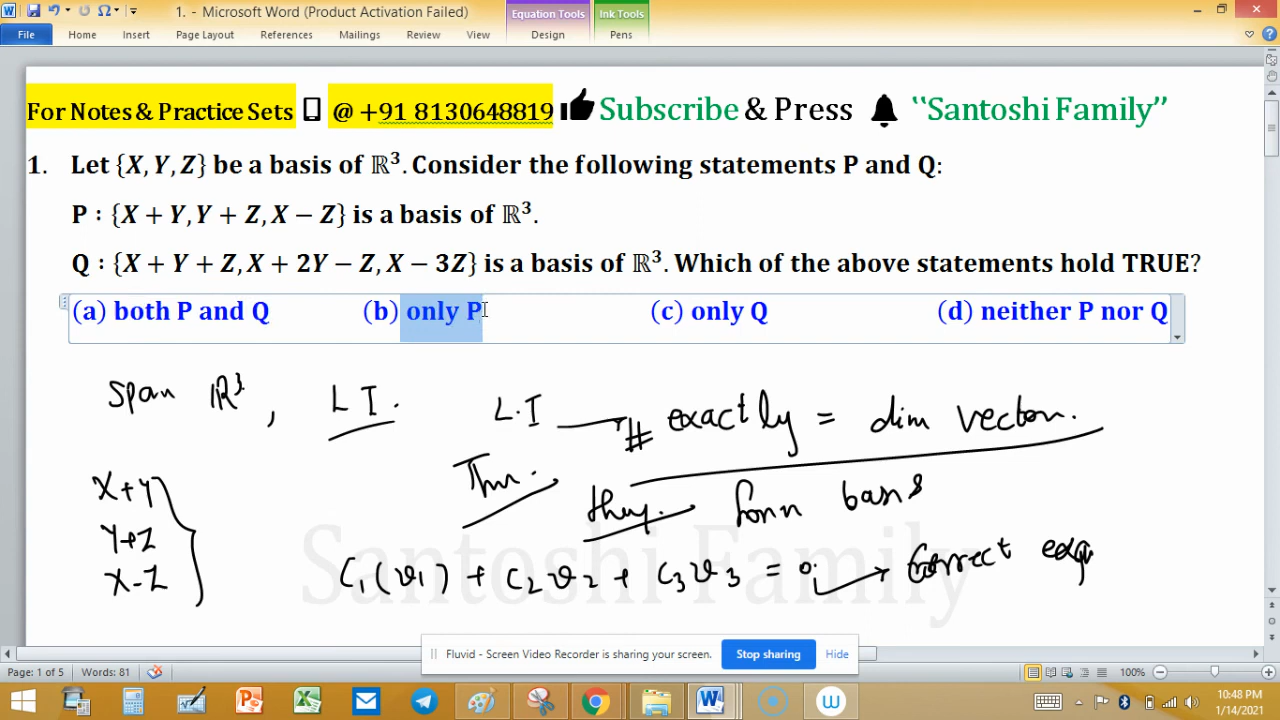 1. - Microsoft Word (Product Activation Failed)
Equation Tools
Ink Tools
File Home Insert Page Layout References Mailings Review View Design Pens
For Notes & Practice Sets @ +91 8130648819 Subscribe & Press "Santoshi Family"
1. Let {X, Y, Z} be a basis of ℝ³. Consider the following statements P and Q:
P : {X + Y, Y + Z, X − Z} is a basis of ℝ³.
Q : {X + Y + Z, X + 2Y − Z, X − 3Z} is a basis of ℝ³. Which of the above statements hold TRUE?
(a) both P and Q (b) only P (c) only Q (d) neither P nor Q
Span ℝ³, L I. L.I → # exactly = dim vector.
Thm. they. form basis
X+Y
Y+Z
X-Z
C₁(v₁) + C₂v₂ + C₃v₃ = 0. → Correct
Santoshi Family
Fluvid - Screen Video Recorder is sharing your screen. Stop sharing Hide
Page: 1 of 5 Words: 81 100%
10:48 PM
1/14/2021